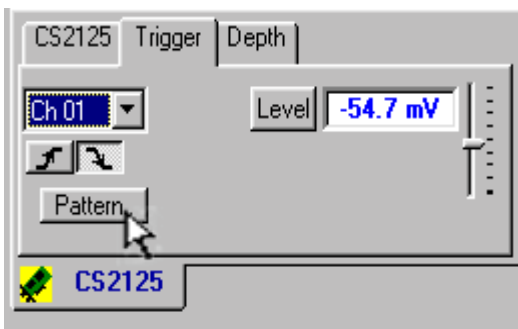 CS2125 Trigger Depth
Ch 01 Level -54.7 mV
Pattern
CS2125